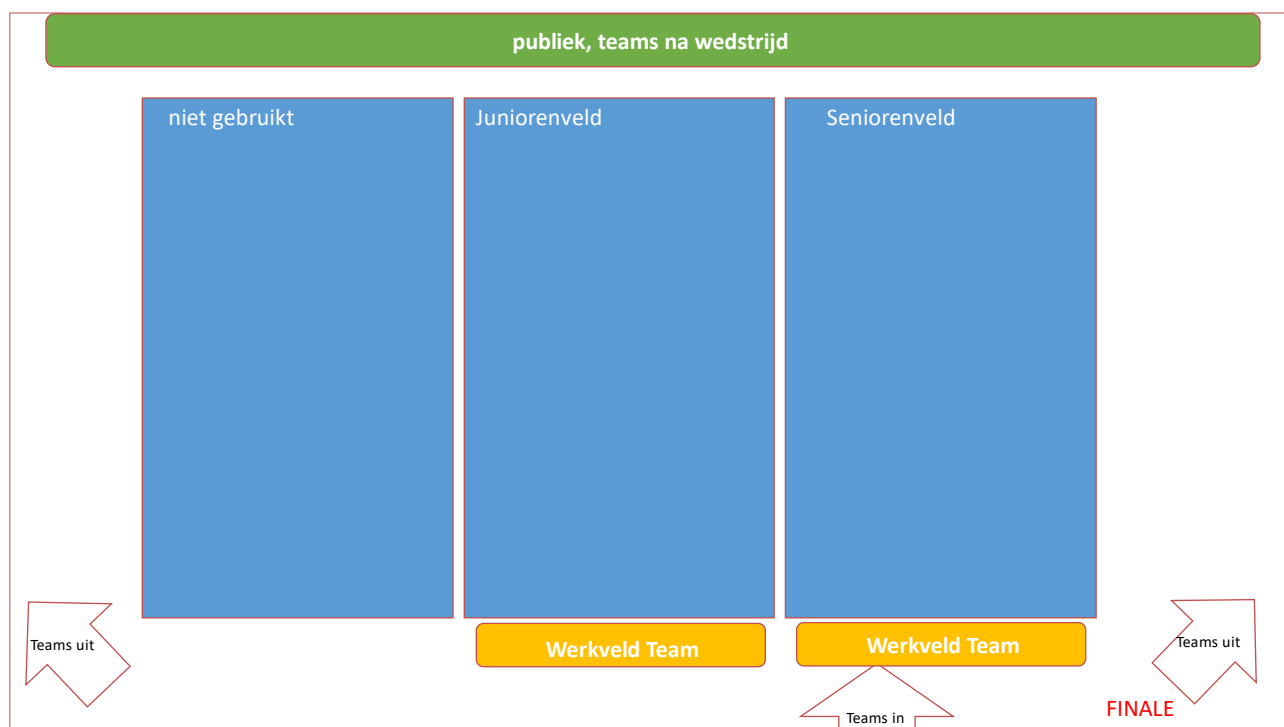 publiek, teams na wedstrijd
niet gebruikt
Juniorenveld
Seniorenveld
Teams uit
Werkveld Team
Werkveld Team
Teams uit
Teams in
FINALE